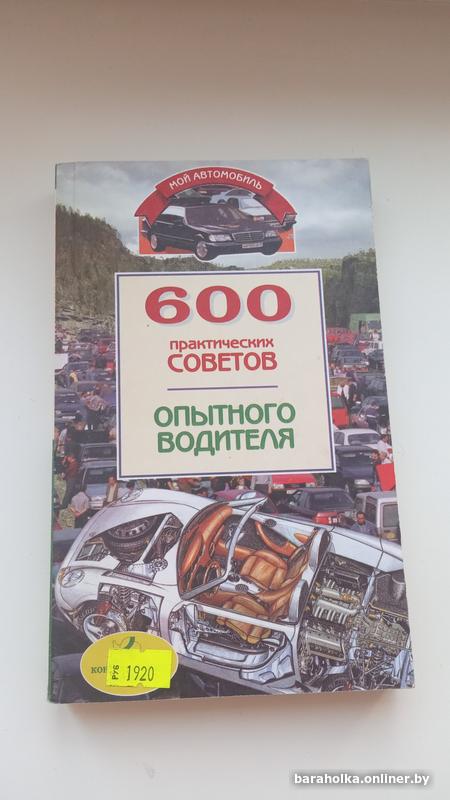 МОЙ АВТОМОБИЛЬ
600
практических
СОВЕТОВ
ОПЫТНОГО
ВОДИТЕЛЯ
РУБ 1920
baraholka.onliner.by